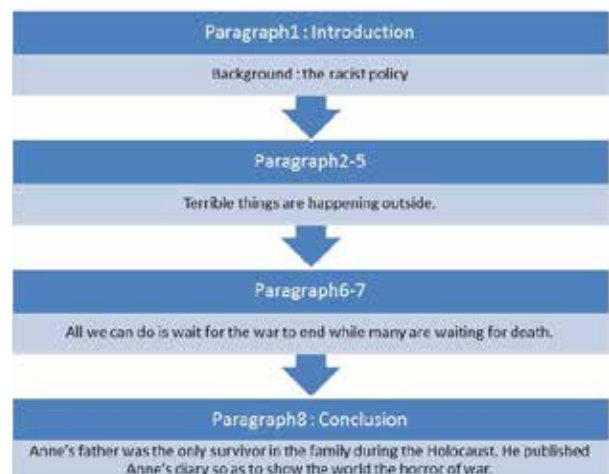 Paragraph1 : Introduction
Background : the racist policy
Paragraph2-5
Terrible things are happening outside.
Paragraph6-7
All we can do is wait for the war to end while many are waiting for death.
Paragraph8 : Conclusion
Anne's father was the only survivor in the family during the Holocaust. He published
Anne's diary so as to show the world the horror of war.